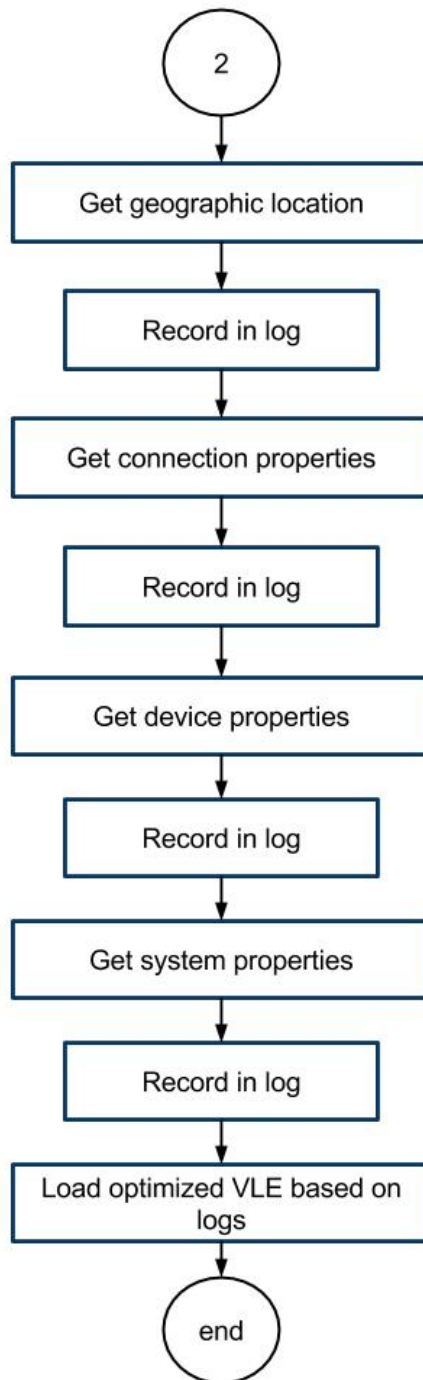 2
Get geographic location
Record in log
Get connection properties
Record in log
Get device properties
Record in log
Get system properties
Record in log
Load optimized VLE based on
logs
end